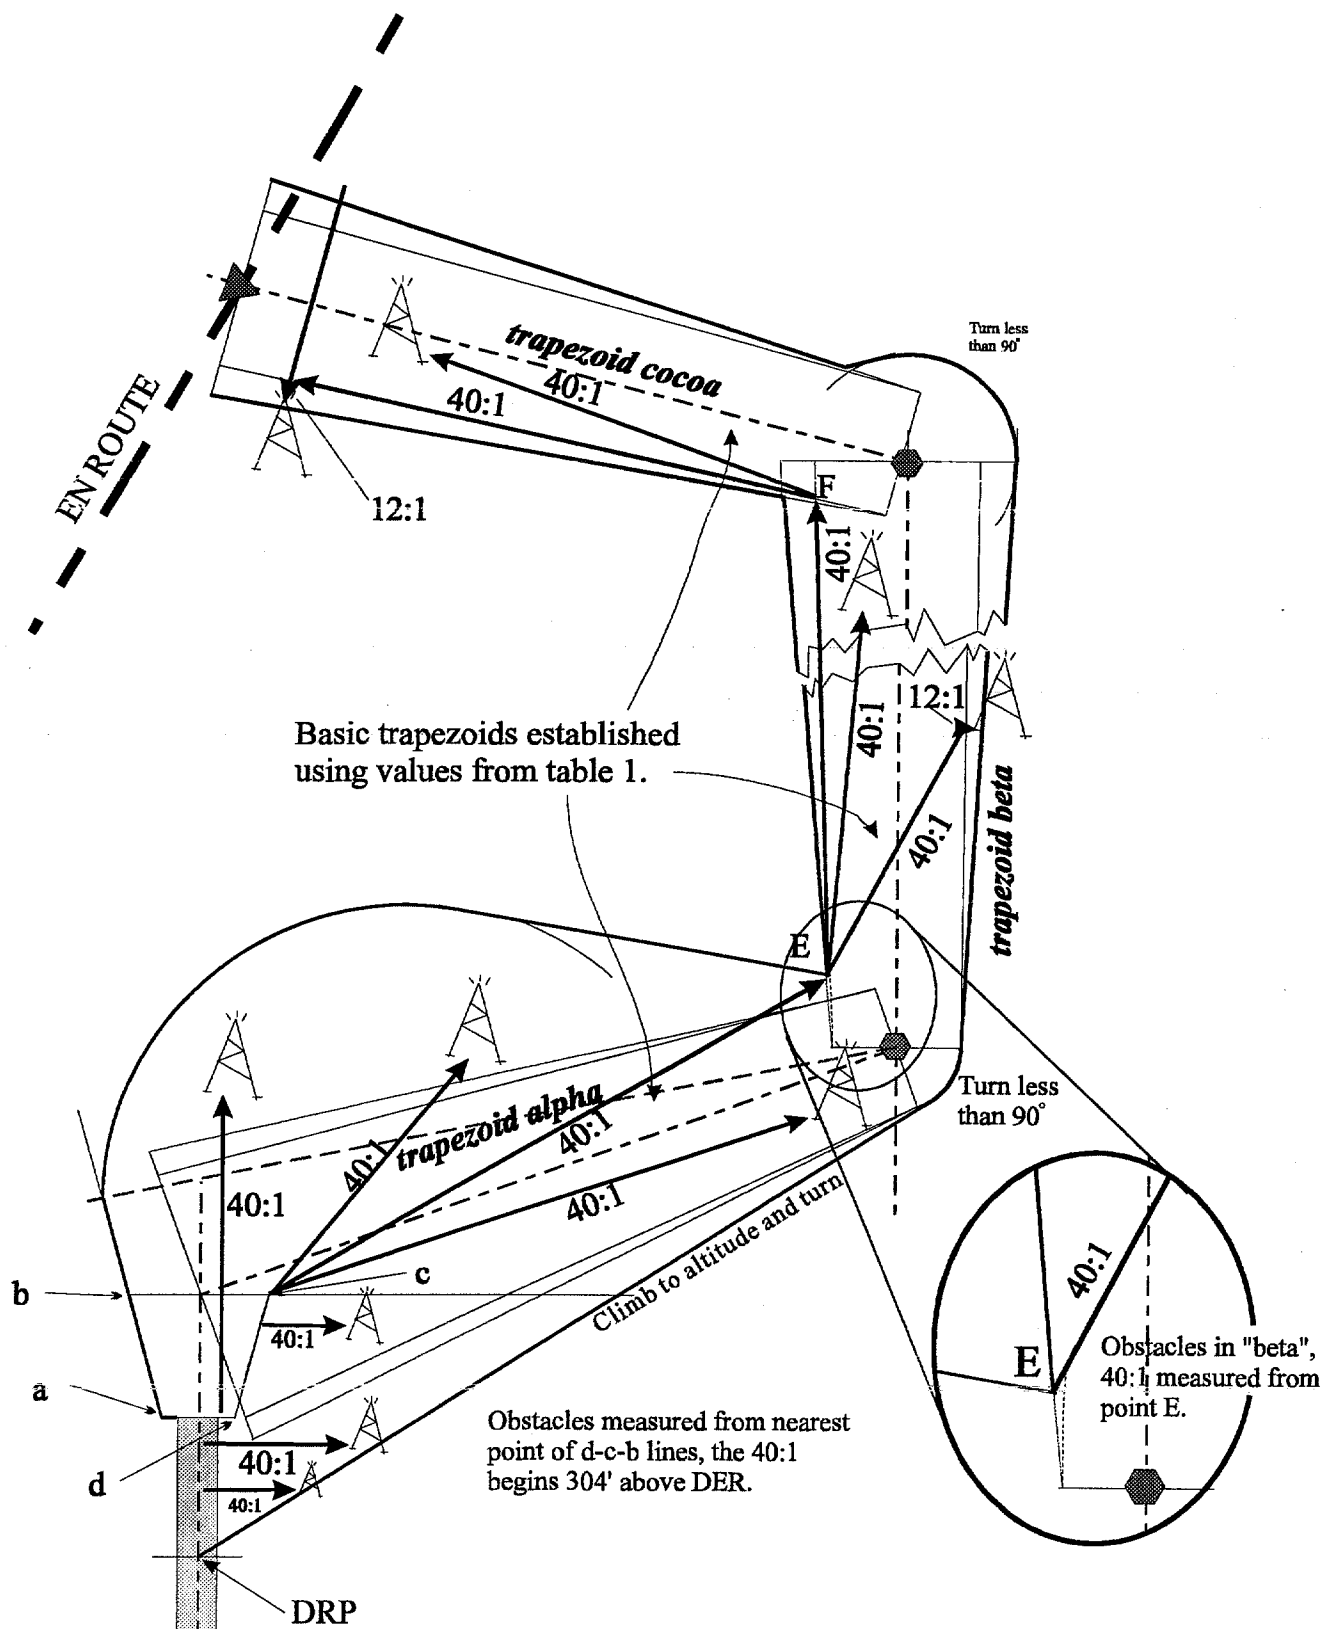 Turn less
than 90°
trapezoid cocoa
40:1
40:1
EN ROUTE
12:1
F
40:1
12:1
40:1
Basic trapezoids established
using values from table 1.
trapezoid beta
40:1
E
Turn less
than 90°
trapezoid alpha
40:1
40:1
40:1
40:1
c
b
Climb to altitude and turn
40:1
40:1
E
Obstacles in "beta",
40:1 measured from
point E.
a
Obstacles measured from nearest
point of d-c-b lines, the 40:1
begins 304' above DER.
40:1
d
40:1
DRP